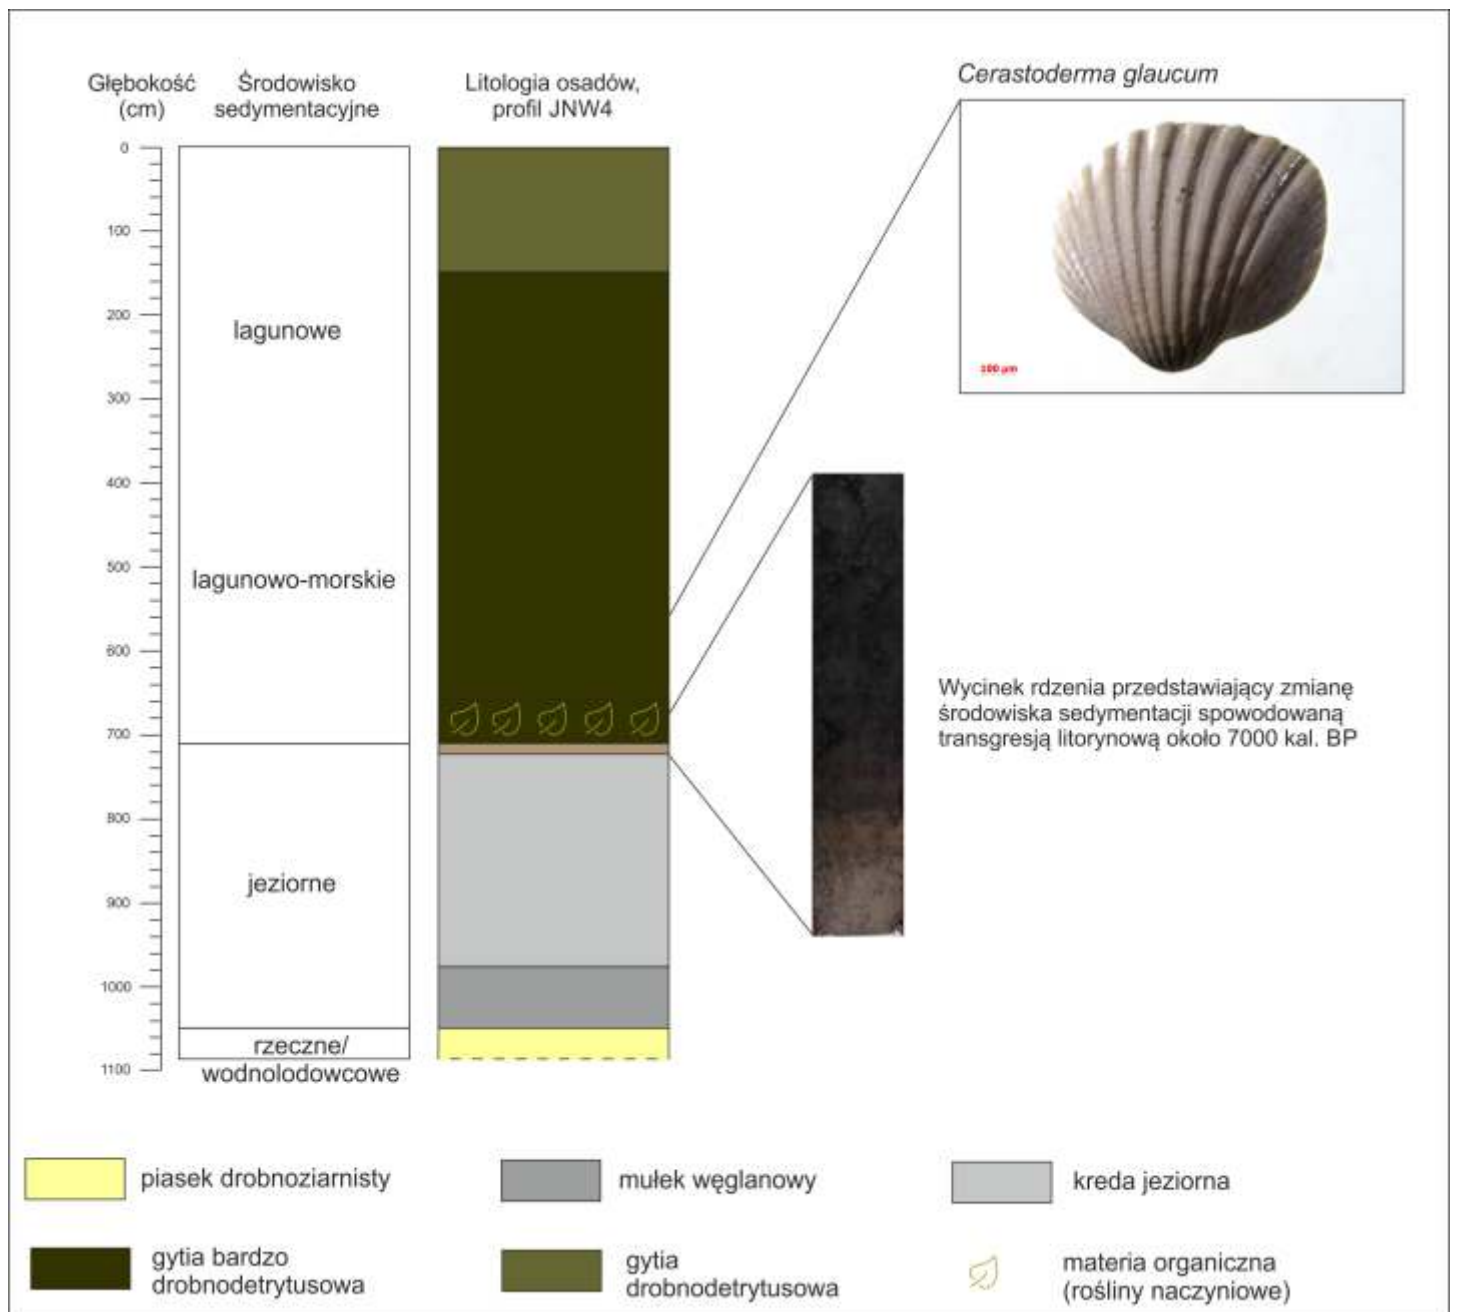 Głębokość
(cm)
Środowisko
sedymentacyjne
Litologia osadów,
profil JNW4
Cerastoderma glaucum
0
100
200
300
400
500
600
700
800
900
1000
1100
lagunowe
lagunowo-morskie
jeziorne
rzeczne/
wodnolodowcowe
100 µm
Wycinek rdzenia przedstawiający zmianę
środowiska sedymentacji spowodowaną
transgresją litorynową około 7000 kal. BP
piasek drobnoziarnisty
mułek węglanowy
kreda jeziorna
gytia bardzo
drobnodetrytusowa
gytia
drobnodetrytusowa
materia organiczna
(rośliny naczyniowe)